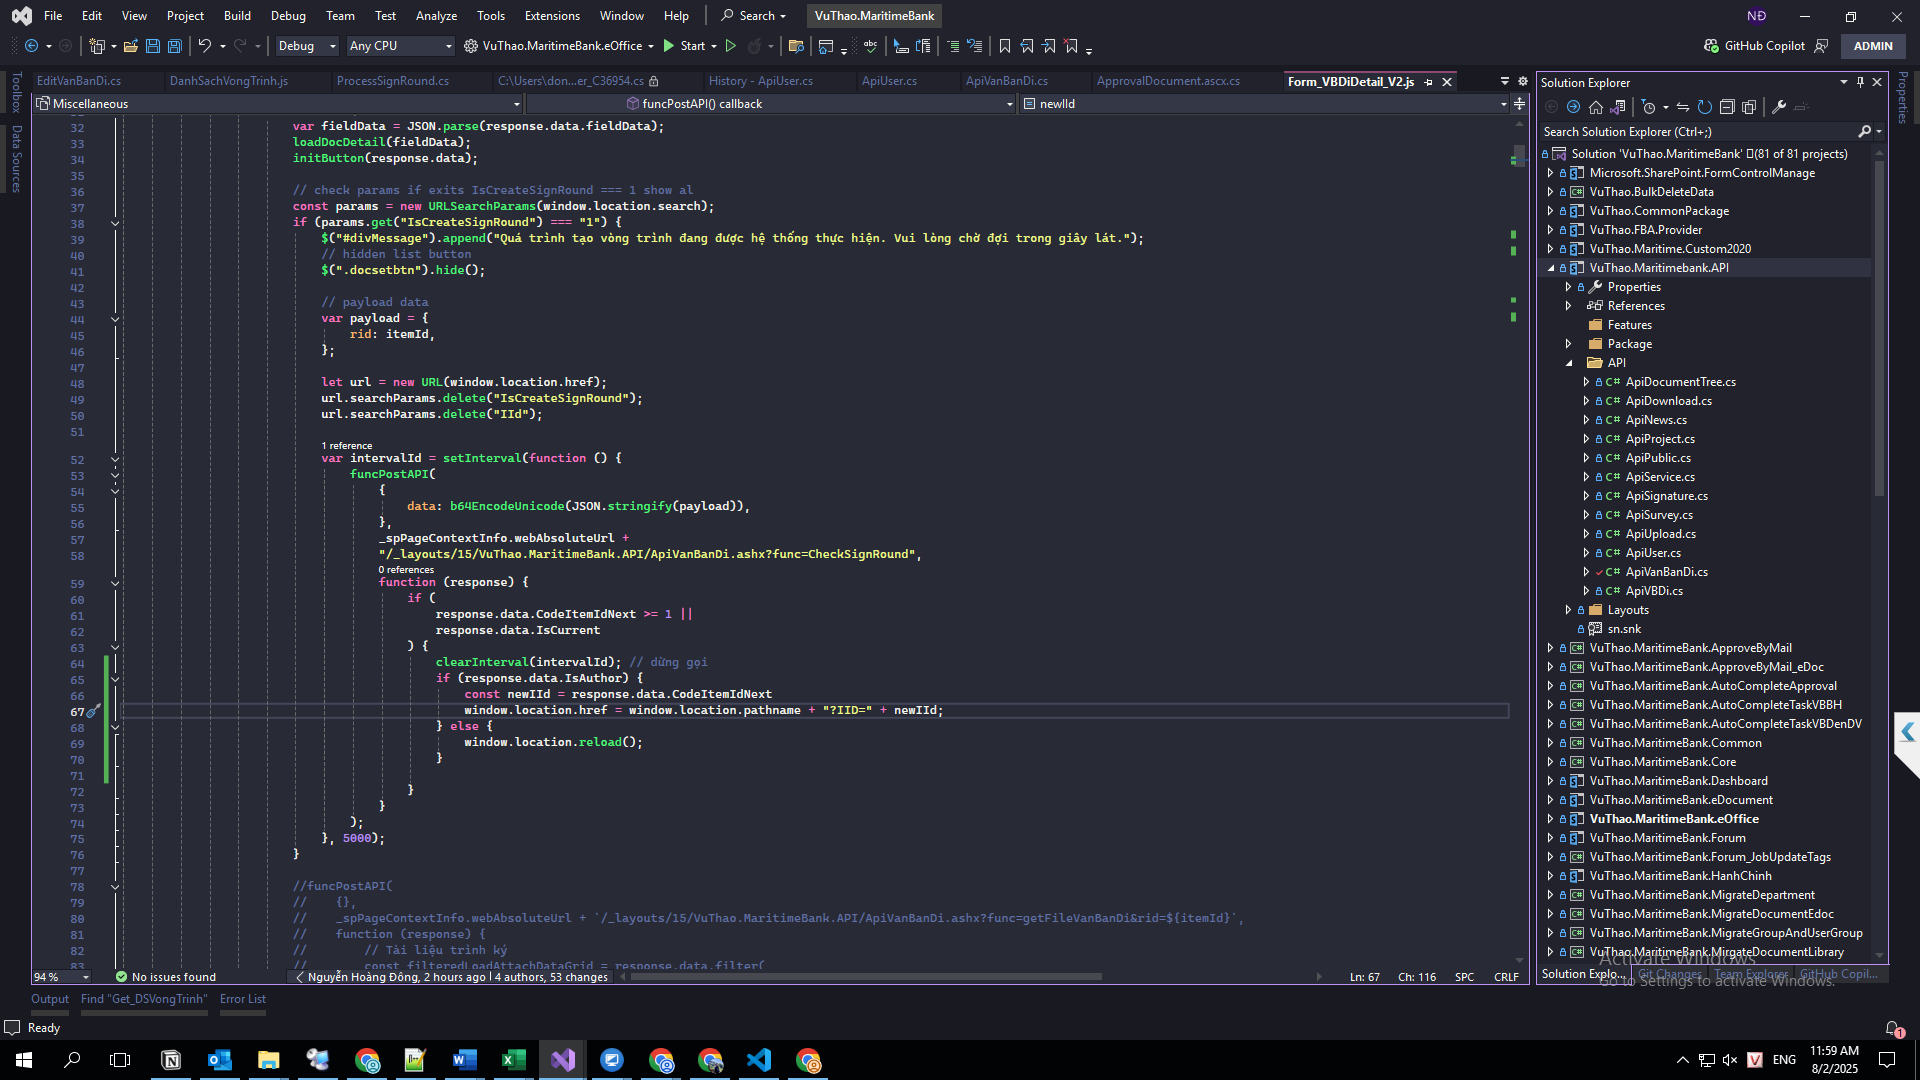 File Edit View Project Build Debug Team Test Analyze Tools Extensions Window Help Search VuThao.MaritimeBank NĐ
Debug Any CPU VuThao.MaritimeBank.eOffice Start GitHub Copilot ADMIN
EditVanBanDi.cs DanhSachVongTrinh.js ProcessSignRound.cs C:\Users\don...er_C36954.cs History - ApiUser.cs ApiUser.cs ApiVanBanDi.cs ApprovalDocument.ascx.cs Form_VBDiDetail_V2.js
Miscellaneous funcPostAPI() callback newIId
Toolbox
Data Sources
32 var fieldData = JSON.parse(response.data.fieldData);
33 loadDocDetail(fieldData);
34 initButton(response.data);
35
36 // check params if exits IsCreateSignRound === 1 show al
37 const params = new URLSearchParams(window.location.search);
38 if (params.get("IsCreateSignRound") === "1") {
39 $("#divMessage").append("Quá trình tạo vòng trình đang được hệ thống thực hiện. Vui lòng chờ đợi trong giây lát.");
40 // hidden list button
41 $(".docsetbtn").hide();
42
43 // payload data
44 var payload = {
45 rid: itemId,
46 };
47
48 let url = new URL(window.location.href);
49 url.searchParams.delete("IsCreateSignRound");
50 url.searchParams.delete("IId");
51
1 reference
52 var intervalId = setInterval(function () {
53 funcPostAPI(
54 {
55 data: b64EncodeUnicode(JSON.stringify(payload)),
56 },
57 _spPageContextInfo.webAbsoluteUrl +
58 "/_layouts/15/VuThao.MaritimeBank.API/ApiVanBanDi.ashx?func=CheckSignRound",
0 references
59 function (response) {
60 if (
61 response.data.CodeItemIdNext >= 1 ||
62 response.data.IsCurrent
63 ) {
64 clearInterval(intervalId); // dừng gọi
65 if (response.data.IsAuthor) {
66 const newIId = response.data.CodeItemIdNext
67 window.location.href = window.location.pathname + "?IID=" + newIId;
68 } else {
69 window.location.reload();
70 }
71
72 }
73 }
74 );
75 }, 5000);
76 }
77
78 //funcPostAPI(
79 // {},
80 // _spPageContextInfo.webAbsoluteUrl + `/_layouts/15/VuThao.MaritimeBank.API/ApiVanBanDi.ashx?func=getFileVanBanDi&rid=${itemId}`,
81 // function (response) {
82 // // Tài liệu trình ký
83 // const filteredLoadAttachDataGrid = response.data.filter(
94 % No issues found Nguyễn Hoàng Đông, 2 hours ago | 4 authors, 53 changes Ln: 67 Ch: 116 SPC CRLF
Output Find "Get_DSVongTrinh" Error List
Ready
Solution Explorer
Properties
Search Solution Explorer (Ctrl+;)
Solution 'VuThao.MaritimeBank' (81 of 81 projects)
Microsoft.SharePoint.FormControlManage
VuThao.BulkDeleteData
VuThao.CommonPackage
VuThao.FBA.Provider
VuThao.Maritime.Custom2020
VuThao.Maritimebank.API
Properties
References
Features
Package
API
C# ApiDocumentTree.cs
C# ApiDownload.cs
C# ApiNews.cs
C# ApiProject.cs
C# ApiPublic.cs
C# ApiService.cs
C# ApiSignature.cs
C# ApiSurvey.cs
C# ApiUpload.cs
C# ApiUser.cs
C# ApiVanBanDi.cs
C# ApiVBDi.cs
Layouts
sn.snk
VuThao.MaritimeBank.ApproveByMail
VuThao.MaritimeBank.ApproveByMail_eDoc
VuThao.MaritimeBank.AutoCompleteApproval
VuThao.MaritimeBank.AutoCompleteTaskVBBH
VuThao.MaritimeBank.AutoCompleteTaskVBDenDV
VuThao.MaritimeBank.Common
VuThao.MaritimeBank.Core
VuThao.MaritimeBank.Dashboard
VuThao.MaritimeBank.eDocument
VuThao.MaritimeBank.eOffice
VuThao.MaritimeBank.Forum
VuThao.MaritimeBank.Forum_JobUpdateTags
VuThao.MaritimeBank.HanhChinh
VuThao.MaritimeBank.MigrateDepartment
VuThao.MaritimeBank.MigrateDocumentEdoc
VuThao.MaritimeBank.MigrateGroupAndUserGroup
VuThao.MaritimeBank.MigrateDocumentLibrary
Activate Windows
Solution Explo... Git Changes Team Explorer GitHub Copil...
Go to Settings to activate Windows.
1
ENG 11:59 AM
8/2/2025